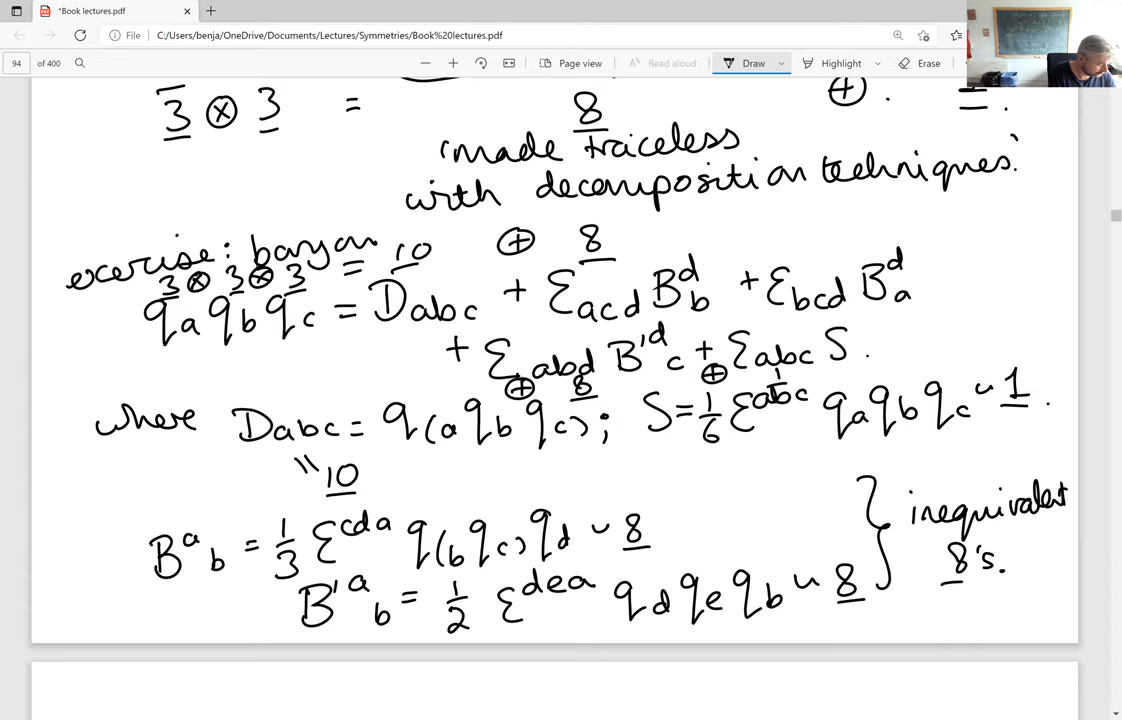 *Book lectures.pdf
File C:/Users/benja/OneDrive/Documents/Lectures/Symmetries/Book%20lectures.pdf
94 of 400 Page view Read aloud Draw Highlight Erase
3̄ ⊗ 3 = 8 ⊕ .
made traceless
with decomposition techniques.
exercise: baryon
3 ⊗ 3 ⊗ 3 = 10 ⊕ 8
q_a q_b q_c = D_abc + ε_acd B^d_b + ε_bcd B^d_a
+ ε_abd B'^d_c + ε_abc S.
⊕ 8 ⊕ 1
where D_abc = q_(a q_b q_c); S = 1/6 ε^abc q_a q_b q_c ~ 1.
" 10
B^a_b = 1/3 ε^cda q_(b q_c) q_d ~ 8
B'^a_b = 1/2 ε^dea q_d q_e q_b ~ 8
} inequivalent
8's.